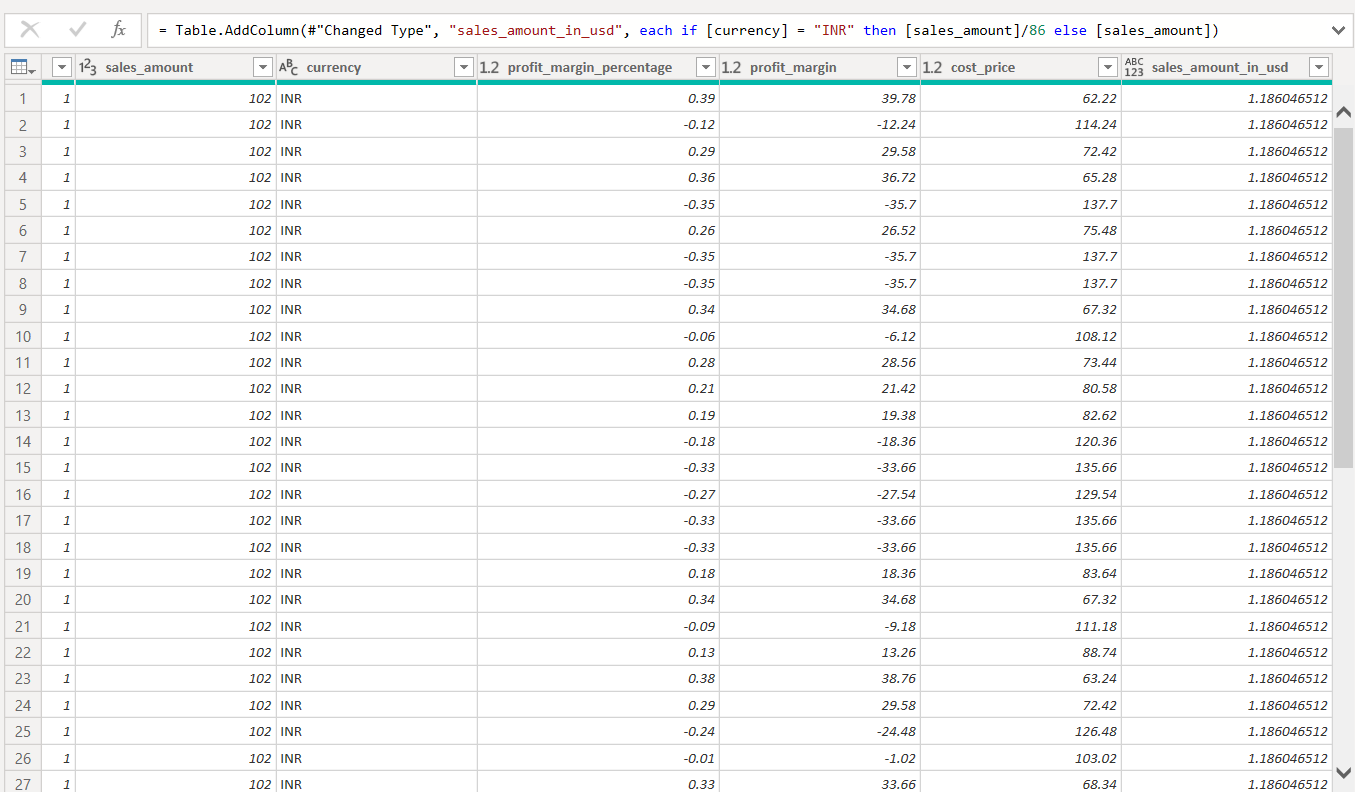 fx = Table.AddColumn(#"Changed Type", "sales_amount_in_usd", each if [currency] = "INR" then [sales_amount]/86 else [sales_amount])
123 sales_amount ABC currency 1.2 profit_margin_percentage 1.2 profit_margin 1.2 cost_price ABC 123 sales_amount_in_usd
1 1 102 INR 0.39 39.78 62.22 1.186046512
2 1 102 INR -0.12 -12.24 114.24 1.186046512
3 1 102 INR 0.29 29.58 72.42 1.186046512
4 1 102 INR 0.36 36.72 65.28 1.186046512
5 1 102 INR -0.35 -35.7 137.7 1.186046512
6 1 102 INR 0.26 26.52 75.48 1.186046512
7 1 102 INR -0.35 -35.7 137.7 1.186046512
8 1 102 INR -0.35 -35.7 137.7 1.186046512
9 1 102 INR 0.34 34.68 67.32 1.186046512
10 1 102 INR -0.06 -6.12 108.12 1.186046512
11 1 102 INR 0.28 28.56 73.44 1.186046512
12 1 102 INR 0.21 21.42 80.58 1.186046512
13 1 102 INR 0.19 19.38 82.62 1.186046512
14 1 102 INR -0.18 -18.36 120.36 1.186046512
15 1 102 INR -0.33 -33.66 135.66 1.186046512
16 1 102 INR -0.27 -27.54 129.54 1.186046512
17 1 102 INR -0.33 -33.66 135.66 1.186046512
18 1 102 INR -0.33 -33.66 135.66 1.186046512
19 1 102 INR 0.18 18.36 83.64 1.186046512
20 1 102 INR 0.34 34.68 67.32 1.186046512
21 1 102 INR -0.09 -9.18 111.18 1.186046512
22 1 102 INR 0.13 13.26 88.74 1.186046512
23 1 102 INR 0.38 38.76 63.24 1.186046512
24 1 102 INR 0.29 29.58 72.42 1.186046512
25 1 102 INR -0.24 -24.48 126.48 1.186046512
26 1 102 INR -0.01 -1.02 103.02 1.186046512
27 1 102 INR 0.33 33.66 68.34 1.186046512